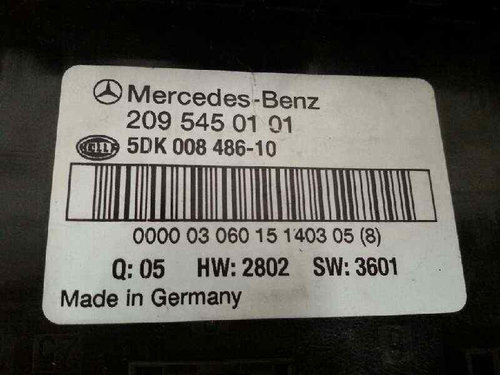 Mercedes-Benz
209 545 01 01
HELLA 5DK 008 486-10
0000 03 060 15 1403 05 (8)
Q: 05 HW: 2802 SW: 3601
Made in Germany